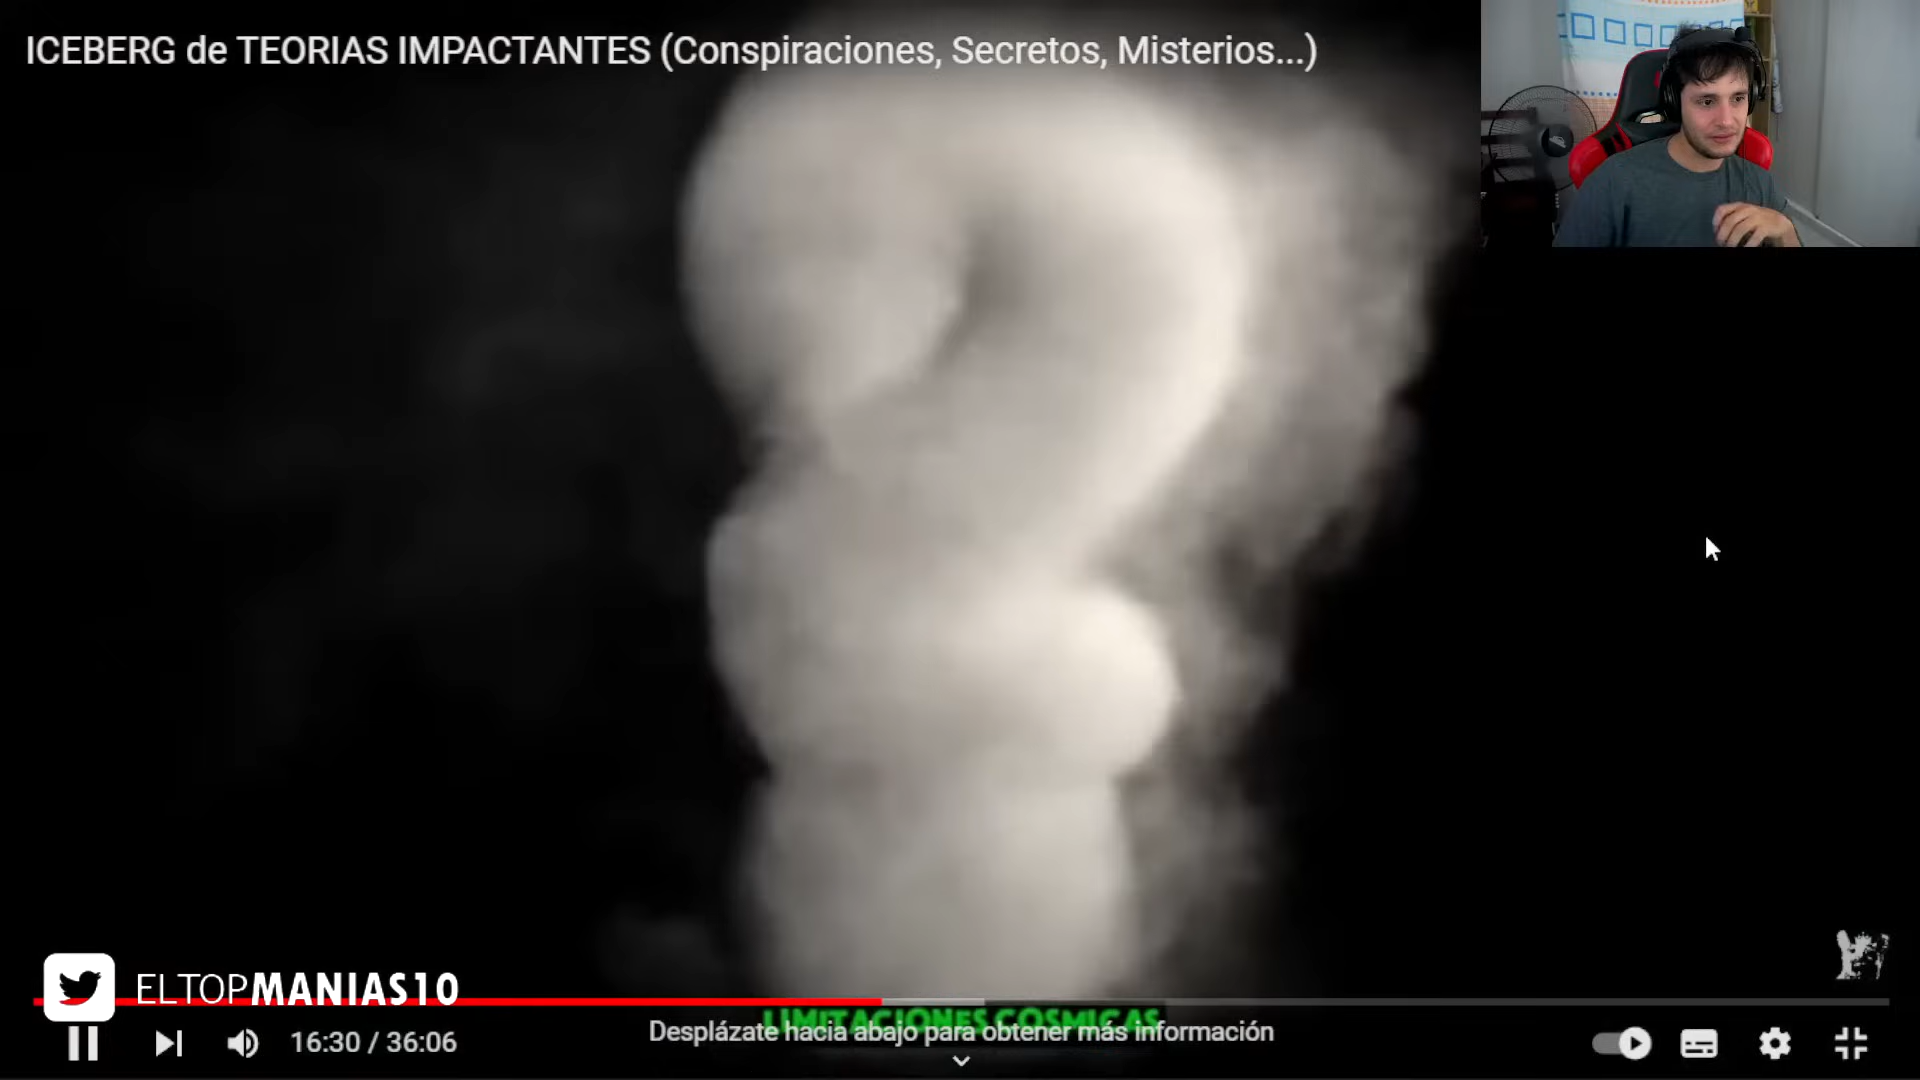 ICEBERG de TEORIAS IMPACTANTES (Conspiraciones, Secretos, Misterios...)
ELTOPMANIAS10
LIMITACIONES COSMICAS
Desplázate hacia abajo para obtener más información
16:30 / 36:06